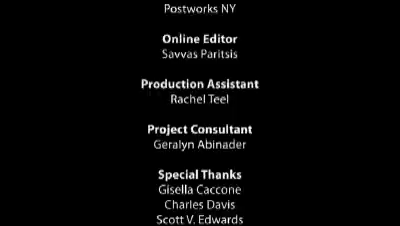 Postworks NY
Online Editor
Savvas Paritsis
Production Assistant
Rachel Teel
Project Consultant
Geralyn Abinader
Special Thanks
Gisella Caccone
Charles Davis
Scott V. Edwards